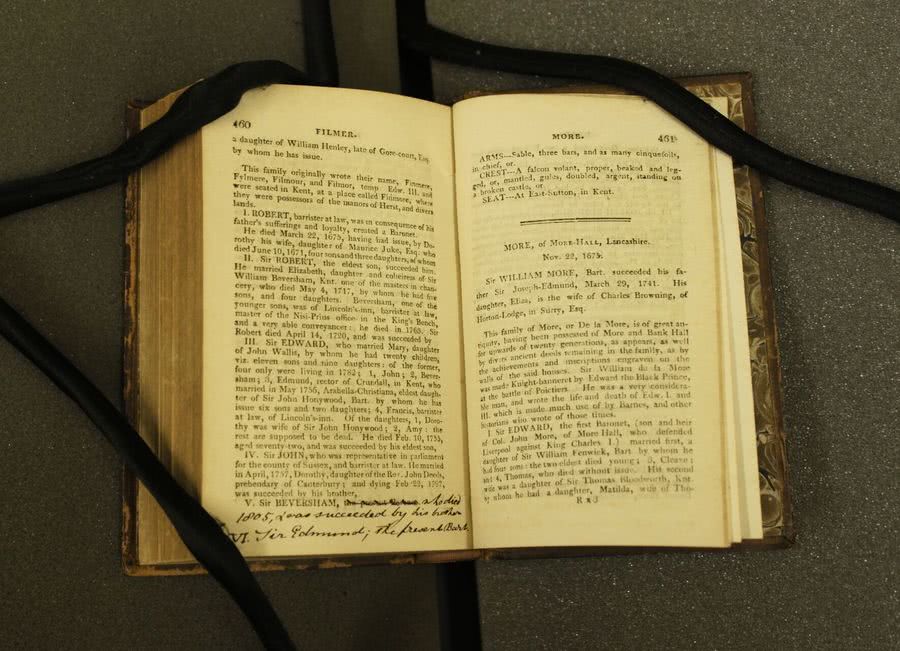 460
FILMER.
a daughter of William Henley, late of Gore-court, Esq.
by whom he has issue.
This family originally wrote their name, Finmere,
Fylmere, Filmour, and Filmor, temp. Edw. III. and
were seated in Kent, at a place called Fillmore, where
they were possessors of the manors of Herst, and divers
lands.
I. ROBERT, barrister at law, was in consequence of his
father's sufferings and loyalty, created a Baronet.
He died March 22, 1675, having had issue, by Do-
rothy his wife, daughter of Maurice Juke, Esq. who
died June 10, 1671, four sons and three daughters, of whom
II. Sir ROBERT, the eldest son, succeeded him.
He married Elizabeth, daughter and coheiress of Sir
William Beversham, Knt. one of the masters in chan-
cery, who died May 4, 1717, by whom he had five
sons, and four daughters. Beversham, one of the
younger sons, was of Lincoln's-inn, barrister at law,
master of the Nisi-Prius office in the King's Bench,
and a very able conveyancer: he died in 1763. Sir
Robert died April 14, 1720, and was succeeded by
III. Sir EDWARD, who married Mary, daughter
of John Wallis, by whom he had twenty children,
viz. eleven sons and nine daughters: of the former,
four only were living in 1782; 1, John; 2, Bever-
sham; 3, Edmund, rector of Crundall, in Kent, who
married in May 1756, Arabella-Christiana, eldest daugh-
ter of Sir John Honywood, Bart. by whom he has
issue six sons and two daughters; 4, Francis, barrister
at law, of Lincoln's-inn. Of the daughters, 1, Doro-
thy was wife of Sir John Honywood; 2, Amy: the
rest are supposed to be dead. He died Feb. 10, 1755,
aged seventy-two, and was succeeded by his eldest son,
IV. Sir JOHN, who was representative in parliament
for the county of Sussex, and barrister at law. He married
in April, 1757, Dorothy, daughter of the Rev. John Deeds,
prebendary of Canterbury; and dying Feb 22, 1797,
was succeeded by his brother,
V. Sir BEVERSHAM, who died
1805, & was succeeded by his brother
VI. Sir Edmund; the present Bart.
MORE.
461
ARMS—Sable, three bars, and as many cinquefoils,
in chief, or.
CREST—A falcon volant, proper, beaked and leg-
ged, or, mantled, gules, doubled, argent, standing on
a broken castle, or.
SEAT—At East-Sutton, in Kent.
MORE, of MORE-HALL, Lancashire.
Nov. 22, 1675.
Sir WILLIAM MORE, Bart. succeeded his fa-
ther Sir Joseph-Edmund, March 29, 1741. His
daughter, Eliza, is the wife of Charles Browning, of
Horton-Lodge, in Surry, Esq.
This family of More, or De la More, is of great an-
tiquity, having been possessed of More and Bank Hall
for upwards of twenty generations, as appears, as well
by divers ancient deeds remaining in the family, as by
the achievements and inscriptions engraven on the
walls of the said houses. Sir William de la More
was made Knight-banneret by Edward the Black Prince,
at the battle of Poictiers. He was a very considera-
ble man, and wrote the life and death of Edw. I. and
III. which is made much use of by Barnes, and other
historians who wrote of those times.
I Sir EDWARD, the first Baronet, (son and heir
of Col. John More, of More Hall, who defended
Liverpool against King Charles I.) married first, a
daughter of Sir William Fenwick, Bart by whom he
had four sons: the two eldest died young; 3, Cleave;
and 4, Thomas, who died without issue. His second
wife was a daughter of Sir Thomas Bloodworth, Knt.
by whom he had a daughter, Matilda, wife of Tho-
R r 3